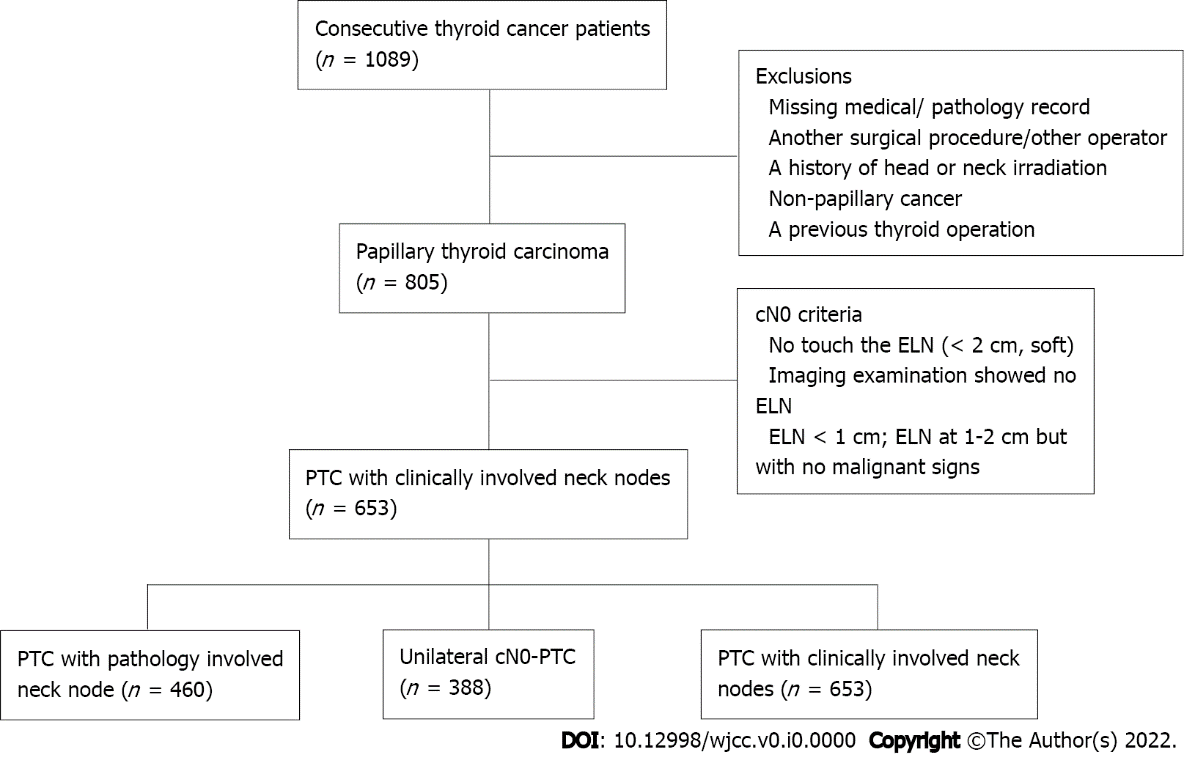 Consecutive thyroid cancer patients
(n = 1089)
Exclusions
Missing medical/ pathology record
Another surgical procedure/other operator
A history of head or neck irradiation
Non-papillary cancer
A previous thyroid operation
Papillary thyroid carcinoma
(n = 805)
cN0 criteria
No touch the ELN (< 2 cm, soft)
Imaging examination showed no
ELN
ELN < 1 cm; ELN at 1-2 cm but
with no malignant signs
PTC with clinically involved neck nodes
(n = 653)
PTC with pathology involved
neck node (n = 460)
Unilateral cN0-PTC
(n = 388)
PTC with clinically involved neck
nodes (n = 653)
DOI: 10.12998/wjcc.v0.i0.0000 Copyright ©The Author(s) 2022.